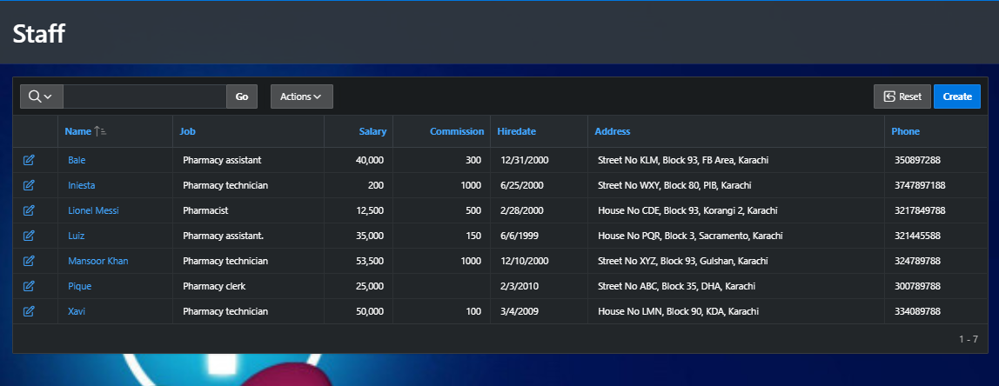 Staff
Go Actions Reset Create
Name Job Salary Commission Hiredate Address Phone
Bale Pharmacy assistant 40,000 300 12/31/2000 Street No KLM, Block 93, FB Area, Karachi 350897288
Iniesta Pharmacy technician 200 1000 6/25/2000 Street No WXY, Block 80, PIB, Karachi 3747897188
Lionel Messi Pharmacist 12,500 500 2/28/2000 House No CDE, Block 93, Korangi 2, Karachi 3217849788
Luiz Pharmacy assistant. 35,000 150 6/6/1999 House No PQR, Block 3, Sacramento, Karachi 321445588
Mansoor Khan Pharmacy technician 53,500 1000 12/10/2000 Street No XYZ, Block 93, Gulshan, Karachi 324789788
Pique Pharmacy clerk 25,000 2/3/2010 Street No ABC, Block 35, DHA, Karachi 300789788
Xavi Pharmacy technician 50,000 100 3/4/2009 House No LMN, Block 90, KDA, Karachi 334089788
1 - 7